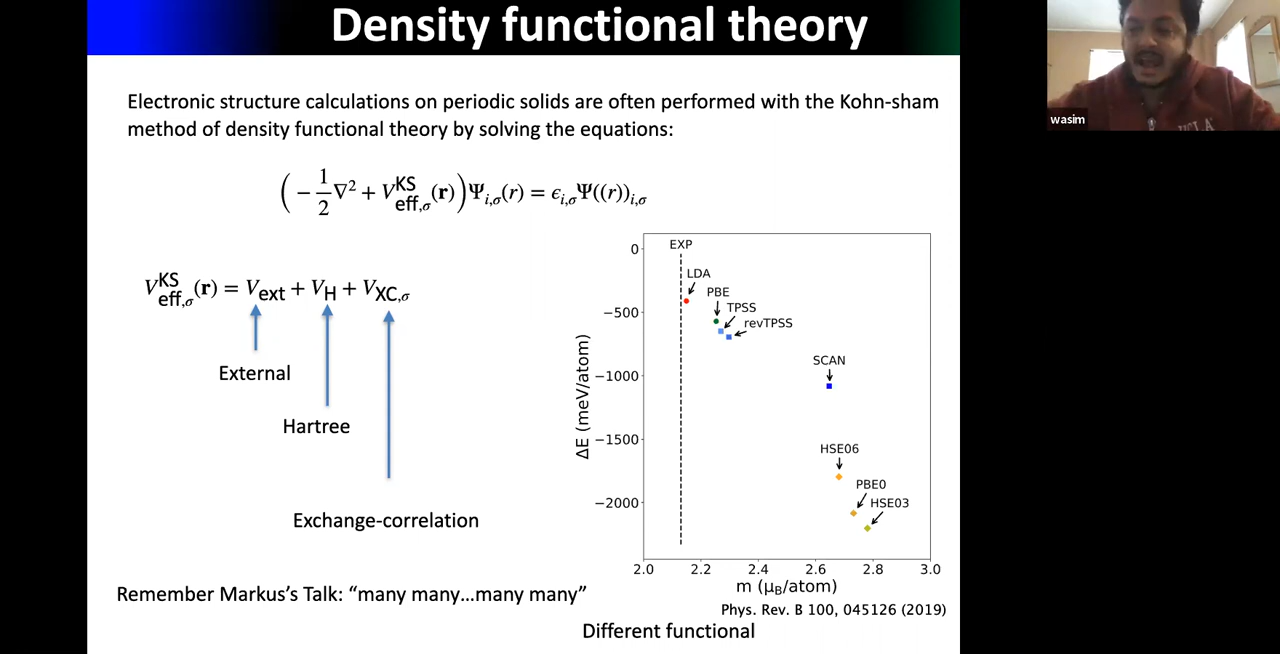 Density functional theory
Electronic structure calculations on periodic solids are often performed with the Kohn-sham
method of density functional theory by solving the equations:
(−1/2 ∇² + V^KS_eff,σ(𝐫))Ψ_i,σ(r) = ϵ_i,σΨ((r))_i,σ
V^KS_eff,σ(𝐫) = V_ext + V_H + V_XC,σ
External
Hartree
Exchange-correlation
Remember Markus's Talk: “many many...many many”
ΔE (meV/atom)
0
−500
−1000
−1500
−2000
EXP
LDA
PBE
TPSS
revTPSS
SCAN
HSE06
PBE0
HSE03
2.0 2.2 2.4 2.6 2.8 3.0
m (μ_B/atom)
Phys. Rev. B 100, 045126 (2019)
Different functional
wasim
UCLA